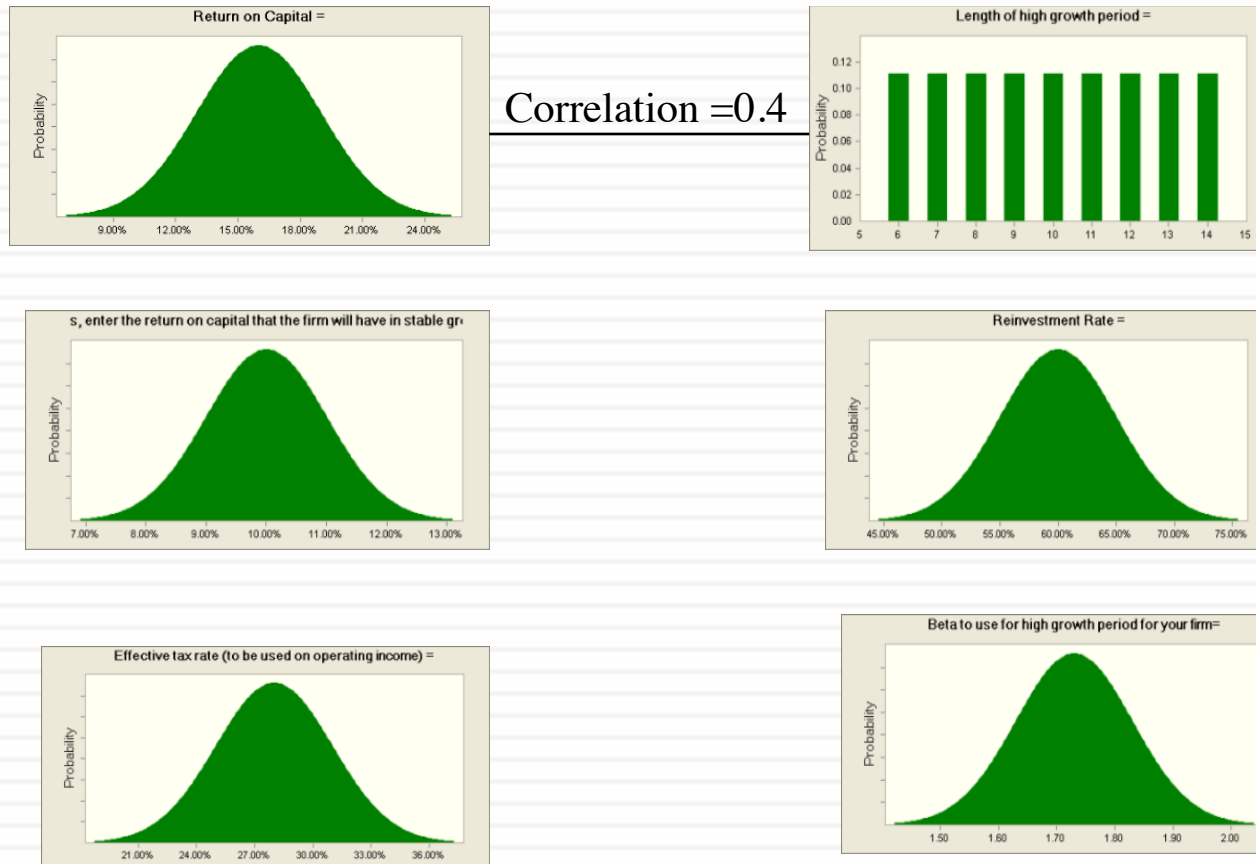 Return on Capital =
Probability
9.00% 12.00% 15.00% 18.00% 21.00% 24.00%
Correlation =0.4
Length of high growth period =
Probability
0.12
0.10
0.08
0.06
0.04
0.02
0.00
5 6 7 8 9 10 11 12 13 14 15
s, enter the return on capital that the firm will have in stable gr
Probability
7.00% 8.00% 9.00% 10.00% 11.00% 12.00% 13.00%
Reinvestment Rate =
Probability
45.00% 50.00% 55.00% 60.00% 65.00% 70.00% 75.00%
Effective tax rate (to be used on operating income) =
Probability
21.00% 24.00% 27.00% 30.00% 33.00% 36.00%
Beta to use for high growth period for your firm=
Probability
1.50 1.60 1.70 1.80 1.90 2.00